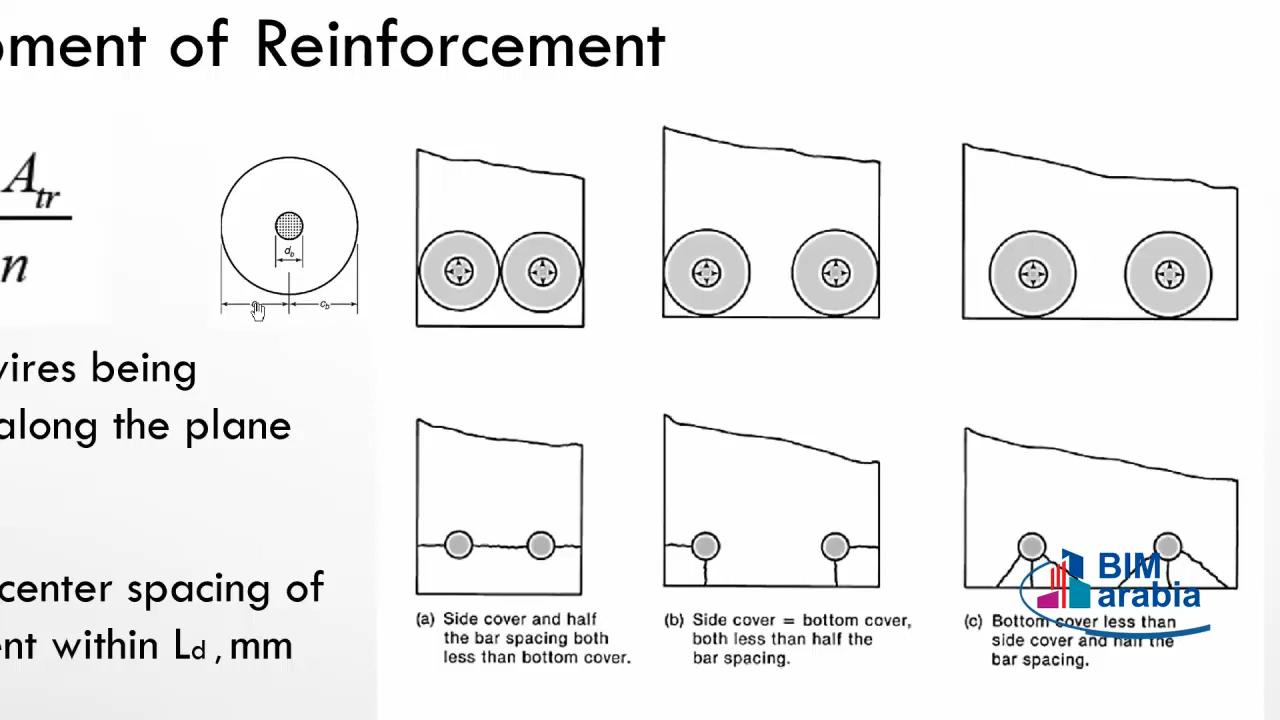 ment of Reinforcement
A_tr
n
d_b
c_b
ires being
along the plane
center spacing of
nt within Ld , mm
(a) Side cover and half
the bar spacing both
less than bottom cover.
(b) Side cover = bottom cover,
both less than half the
bar spacing.
(c) Bottom cover less than
side cover and half the
bar spacing.
BIM
arabia